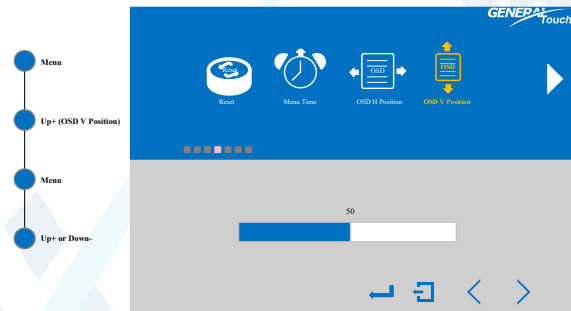 GENERAL Touch
Menu
Up+ (OSD V Position)
Menu
Up+ or Down-
Reset
OSD
OSD
Reset
Menu Time
OSD H Position
OSD V Position
50